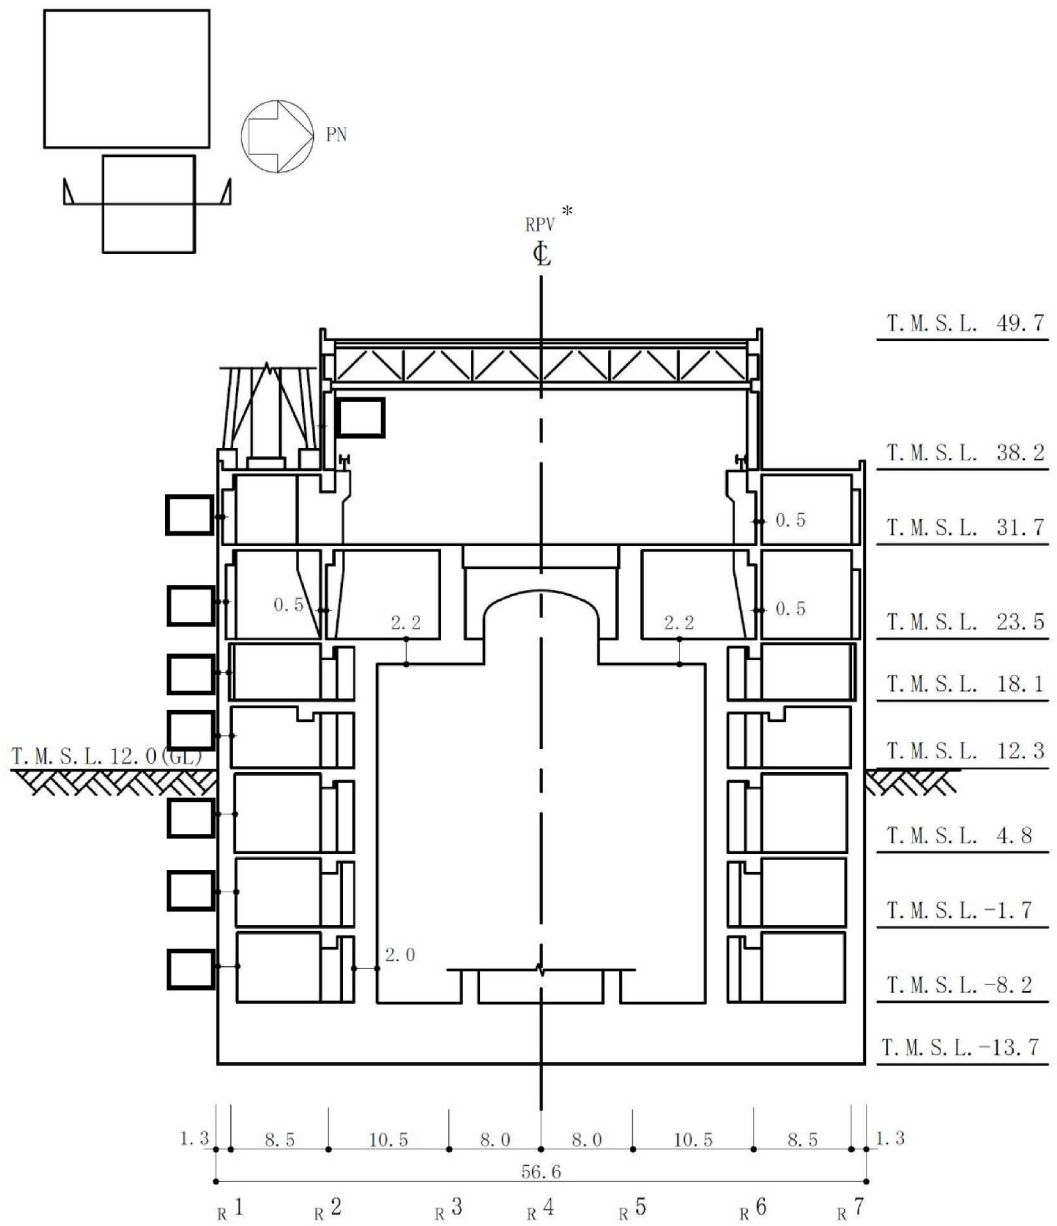 PN
RPV *
℄
T.M.S.L. 49.7
T.M.S.L. 38.2
0.5
T.M.S.L. 31.7
0.5
0.5
2.2
2.2
T.M.S.L. 23.5
T.M.S.L. 18.1
T.M.S.L. 12.0(GL)
T.M.S.L. 12.3
T.M.S.L. 4.8
T.M.S.L.-1.7
2.0
T.M.S.L.-8.2
T.M.S.L.-13.7
1.3 8.5 10.5 8.0 8.0 10.5 8.5 1.3
56.6
R1 R2 R3 R4 R5 R6 R7